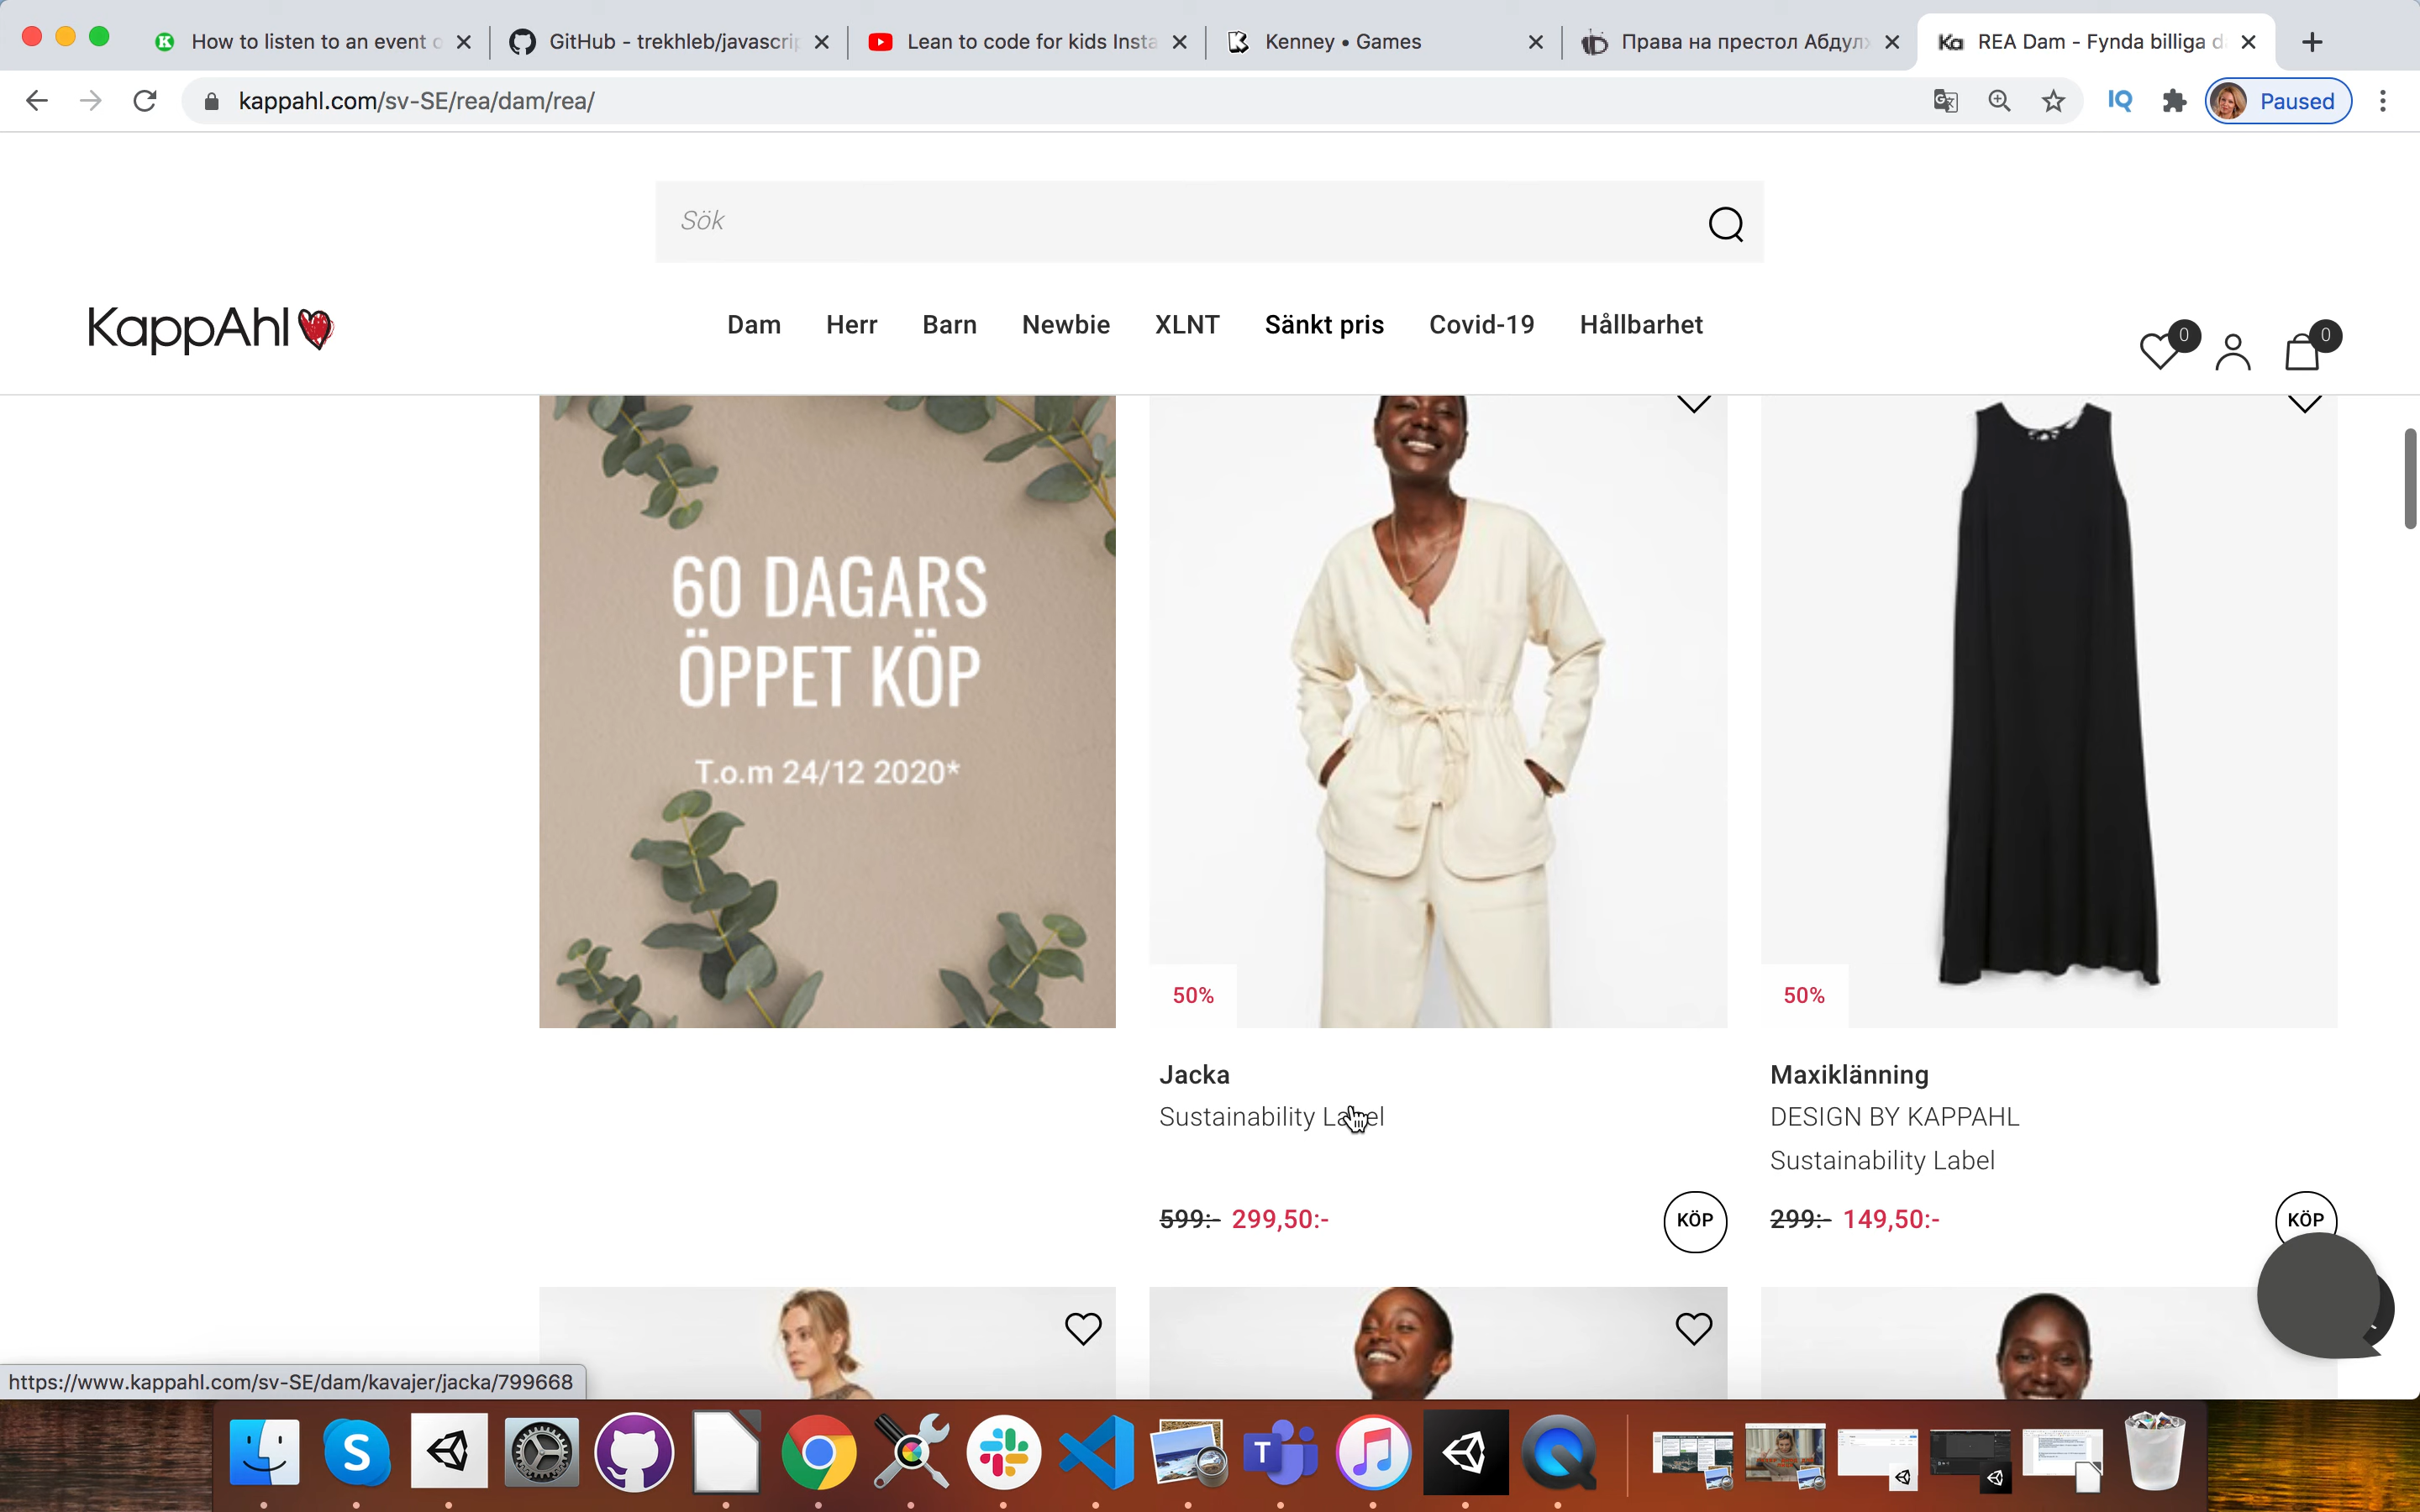 How to listen to an event o
GitHub - trekhleb/javascrip
Lean to code for kids Insta
Kenney • Games
Права на престол Абдулх
REA Dam - Fynda billiga d
kappahl.com/sv-SE/rea/dam/rea/
IQ
Paused
Sök
KappAhl
Dam
Herr
Barn
Newbie
XLNT
Sänkt pris
Covid-19
Hållbarhet
0
0
60 DAGARS
ÖPPET KÖP
T.o.m 24/12 2020*
50%
50%
Jacka
Sustainability Label
599:- 299,50:-
KÖP
Maxiklänning
DESIGN BY KAPPAHL
Sustainability Label
299:- 149,50:-
KÖP
https://www.kappahl.com/sv-SE/dam/kavajer/jacka/799668